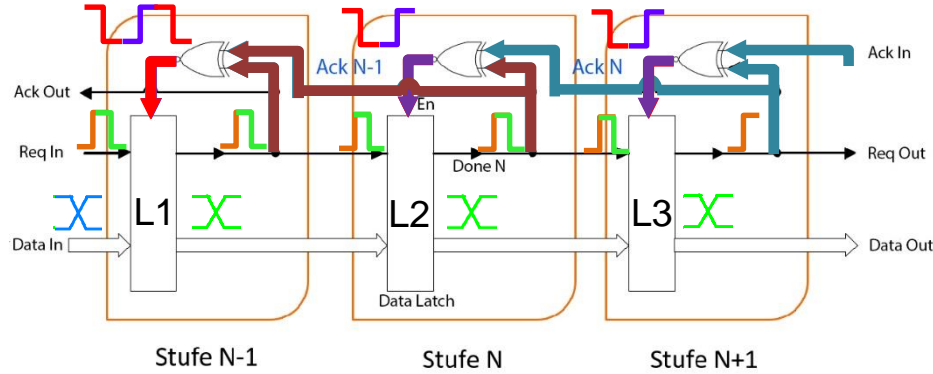 Ack N-1
Ack N
Ack In
Ack Out
En
Req In
Done N
Req Out
L1
L2
L3
Data In
Data Out
Data Latch
Stufe N-1
Stufe N
Stufe N+1